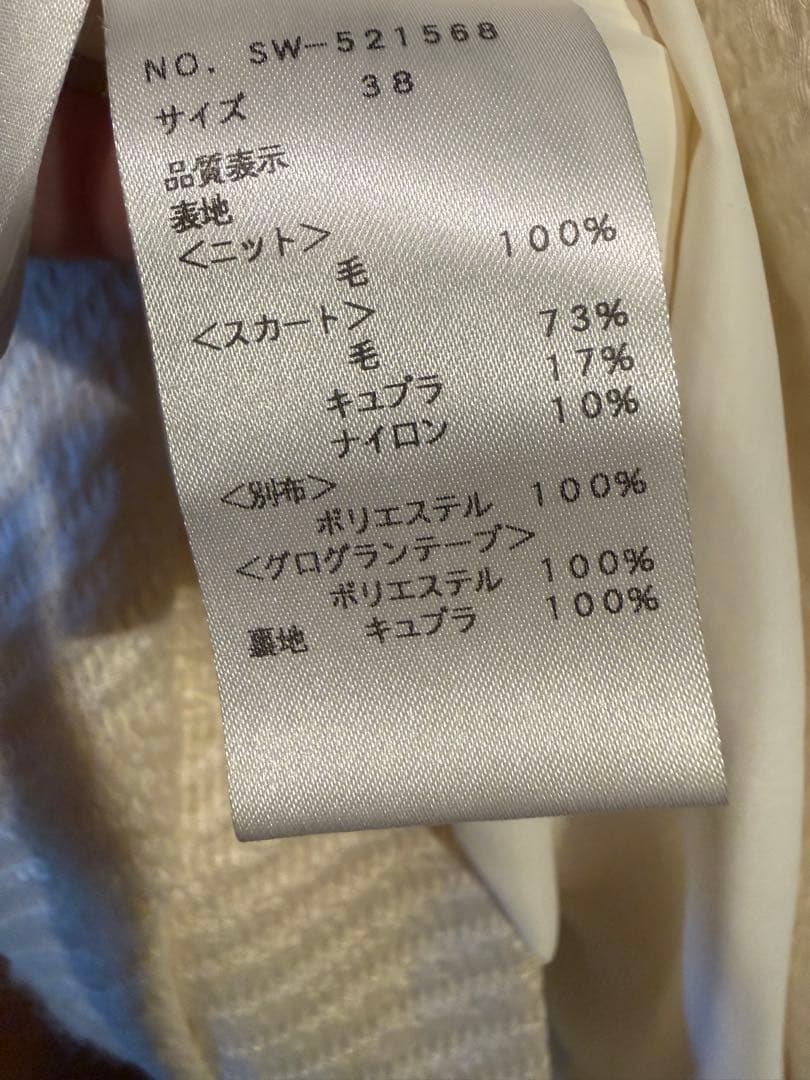 NO. SW-521568
サイズ 38
品質表示
表地
<ニット>
毛 100%
<スカート>
毛 73%
キュプラ 17%
ナイロン 10%
<別布>
ポリエステル 100%
<グログランテープ>
ポリエステル 100%
裏地 キュプラ 100%